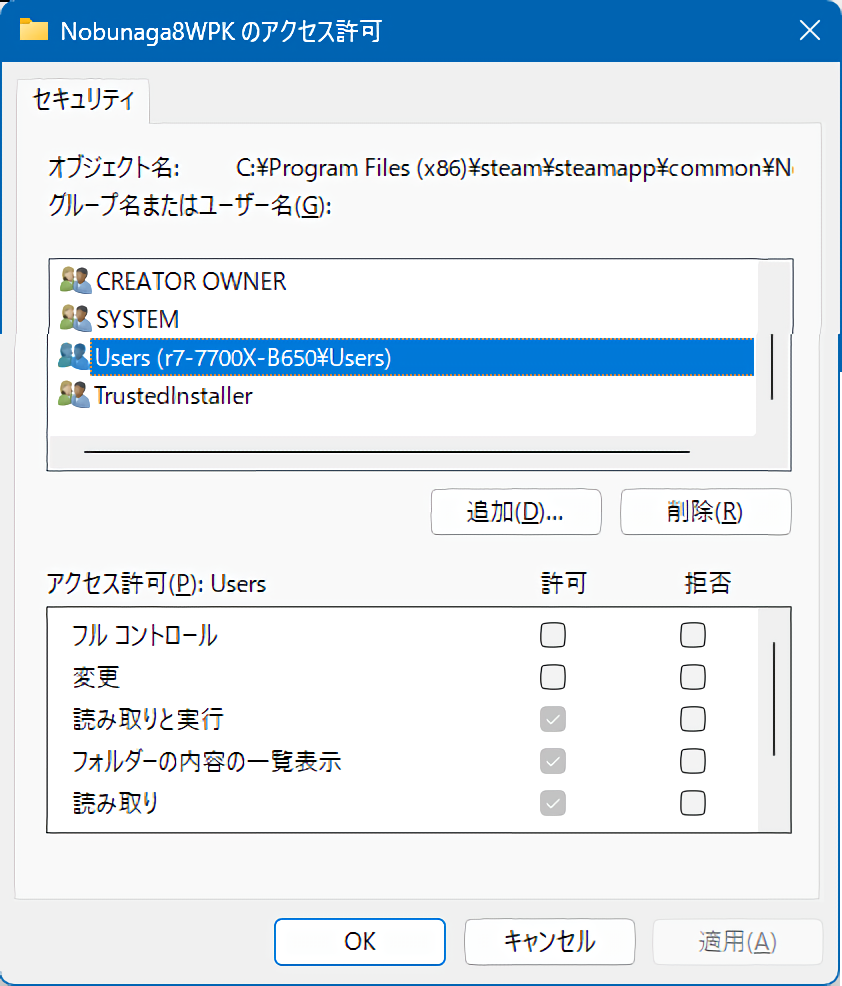 Nobunaga8WPK のアクセス許可
セキュリティ
オブジェクト名: C:¥Program Files (x86)¥steam¥steamapp¥common¥N
グループ名またはユーザー名(G):
CREATOR OWNER
SYSTEM
Users (r7-7700X-B650¥Users)
TrustedInstaller
追加(D)... 削除(R)
アクセス許可(P): Users 許可 拒否
フル コントロール
変更
読み取りと実行
フォルダーの内容の一覧表示
読み取り
OK キャンセル 適用(A)